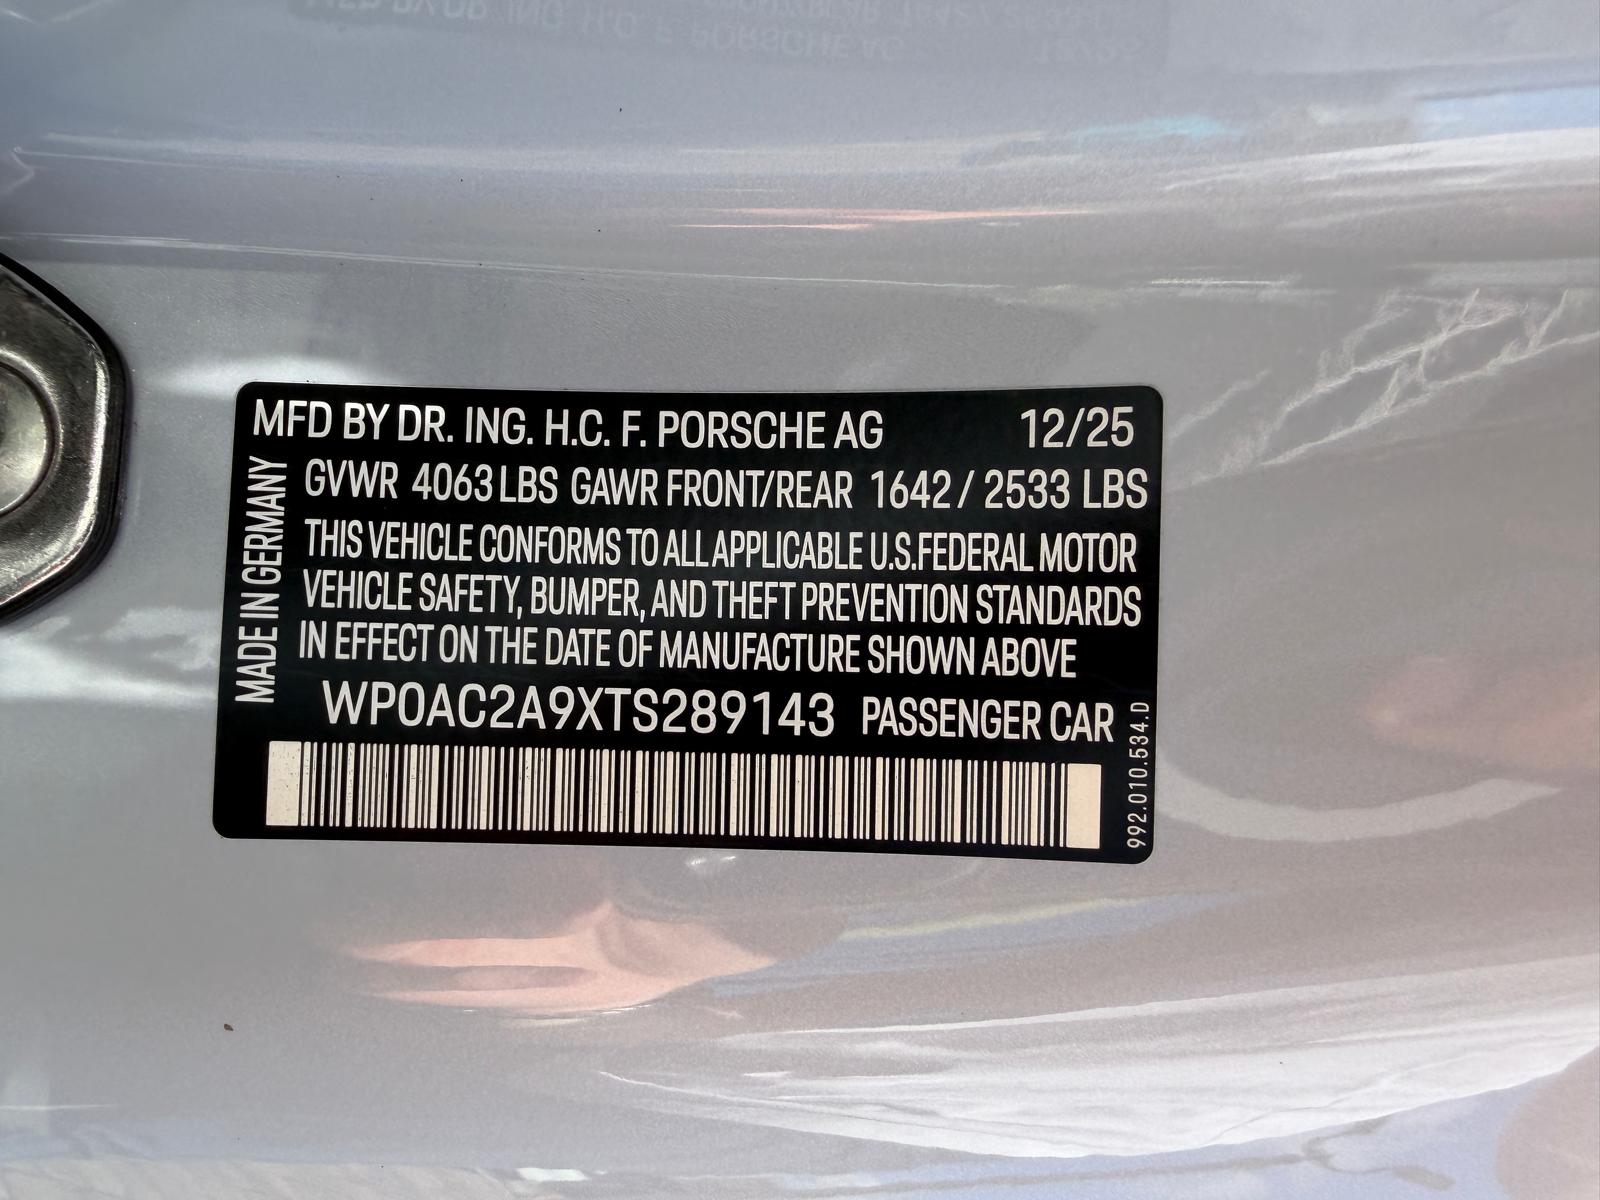 MFD BY DR. ING. H.C. F. PORSCHE AG 12/25
GVWR 4063 LBS GAWR FRONT/REAR 1642 / 2533 LBS
THIS VEHICLE CONFORMS TO ALL APPLICABLE U.S.FEDERAL MOTOR
VEHICLE SAFETY, BUMPER, AND THEFT PREVENTION STANDARDS
IN EFFECT ON THE DATE OF MANUFACTURE SHOWN ABOVE
WP0AC2A9XTS289143 PASSENGER CAR
MADE IN GERMANY
992.010.534.D